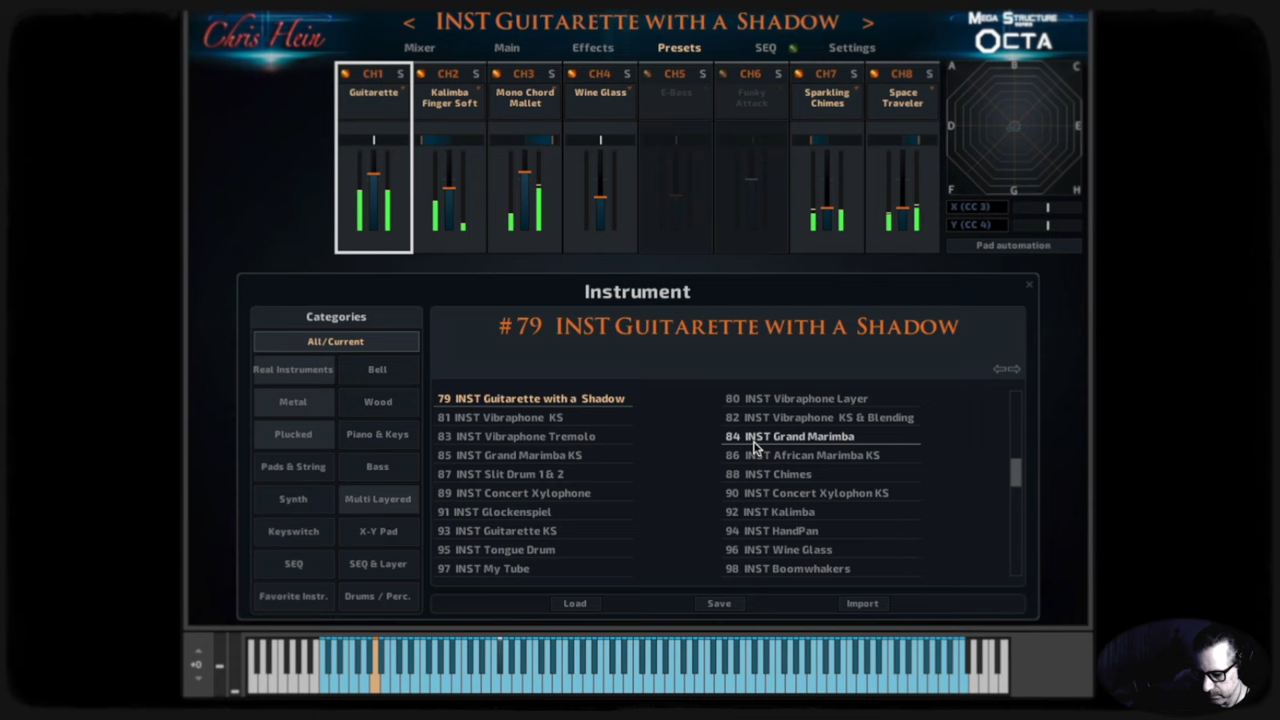 Chris Hein
< INST Guitarette with a Shadow >
Mega Structure
series
OCTA
Mixer Main Effects Presets SEQ Settings
CH1 S CH2 S CH3 S CH4 S CH5 S CH6 S CH7 S CH8 S
Guitarette
Kalimba
Finger Soft
Mono Chord
Mallet
Wine Glass
E-Bass
Funky
Attack
Sparkling
Chimes
Space
Traveler
A B C
D E
F G H
X (CC 3)
Y (CC 4)
Pad automation
Instrument
Categories
All/Current
Real Instruments Bell
Metal Wood
Plucked Piano & Keys
Pads & String Bass
Synth Multi Layered
Keyswitch X-Y Pad
SEQ SEQ & Layer
Favorite Instr. Drums / Perc.
# 79 INST Guitarette with a Shadow
79 INST Guitarette with a Shadow 80 INST Vibraphone Layer
81 INST Vibraphone KS 82 INST Vibraphone KS & Blending
83 INST Vibraphone Tremolo 84 INST Grand Marimba
85 INST Grand Marimba KS 86 INST African Marimba KS
87 INST Slit Drum 1 & 2 88 INST Chimes
89 INST Concert Xylophone 90 INST Concert Xylophon KS
91 INST Glockenspiel 92 INST Kalimba
93 INST Guitarette KS 94 INST HandPan
95 INST Tongue Drum 96 INST Wine Glass
97 INST My Tube 98 INST Boomwhakers
Load Save Import
+0